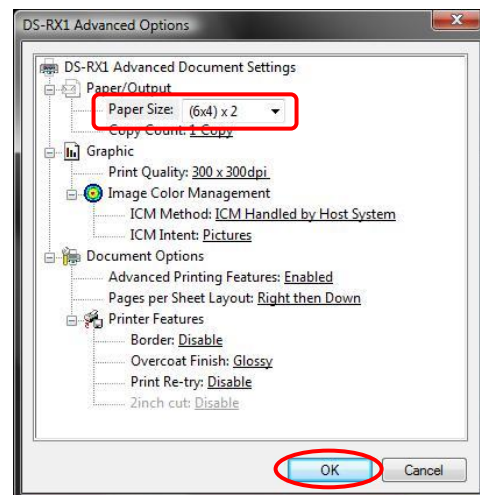 DS-RX1 Advanced Options
DS-RX1 Advanced Document Settings
Paper/Output
Paper Size: (6x4) x 2
Copy Count: 1 Copy
Graphic
Print Quality: 300 x 300dpi
Image Color Management
ICM Method: ICM Handled by Host System
ICM Intent: Pictures
Document Options
Advanced Printing Features: Enabled
Pages per Sheet Layout: Right then Down
Printer Features
Border: Disable
Overcoat Finish: Glossy
Print Re-try: Disable
2inch cut: Disable
OK Cancel